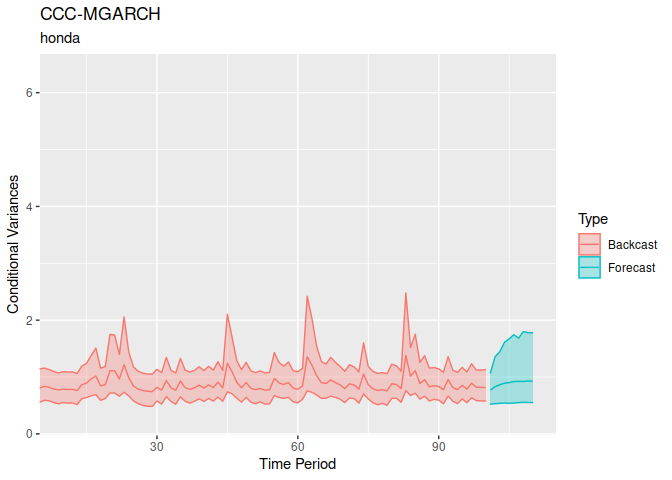 CCC-MGARCH
honda
6
4
2
0
30
60
90
Time Period
Conditional Variances
Type
Backcast
Forecast